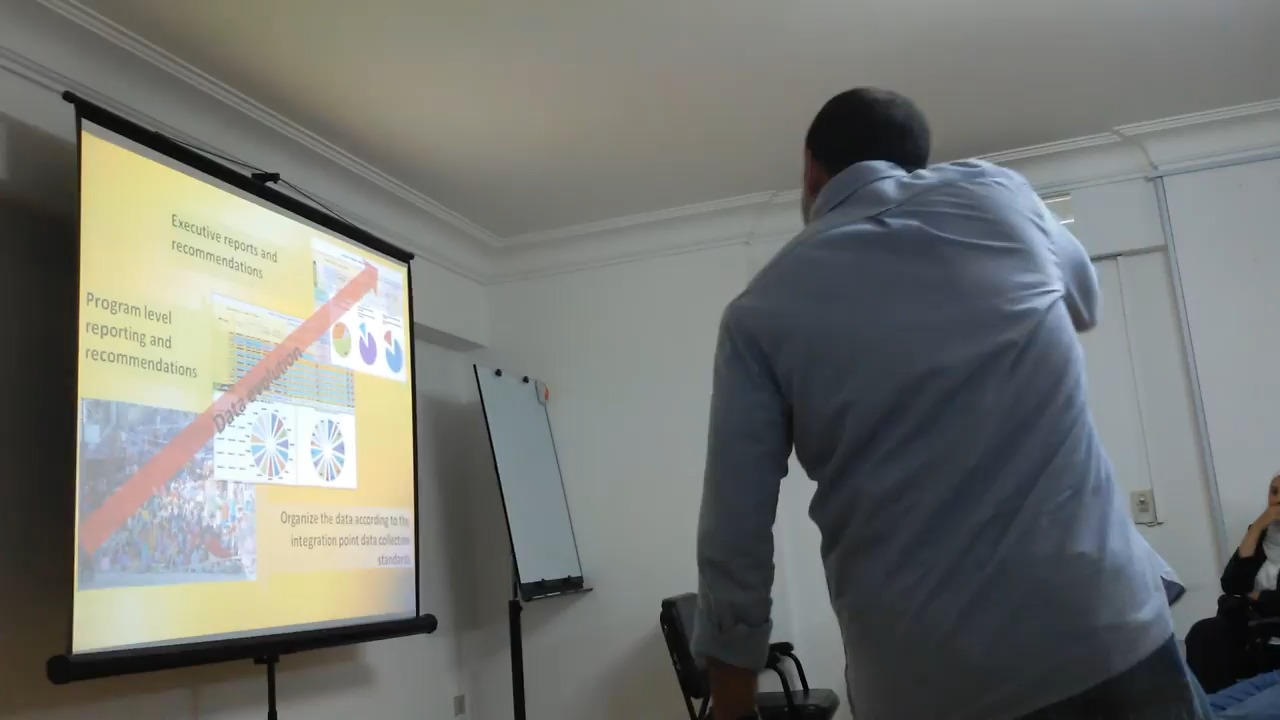 Executive reports and
recommendations
Program level
reporting and
recommendations
Data evolution
Organize the data according to the
integration point data collection
standards